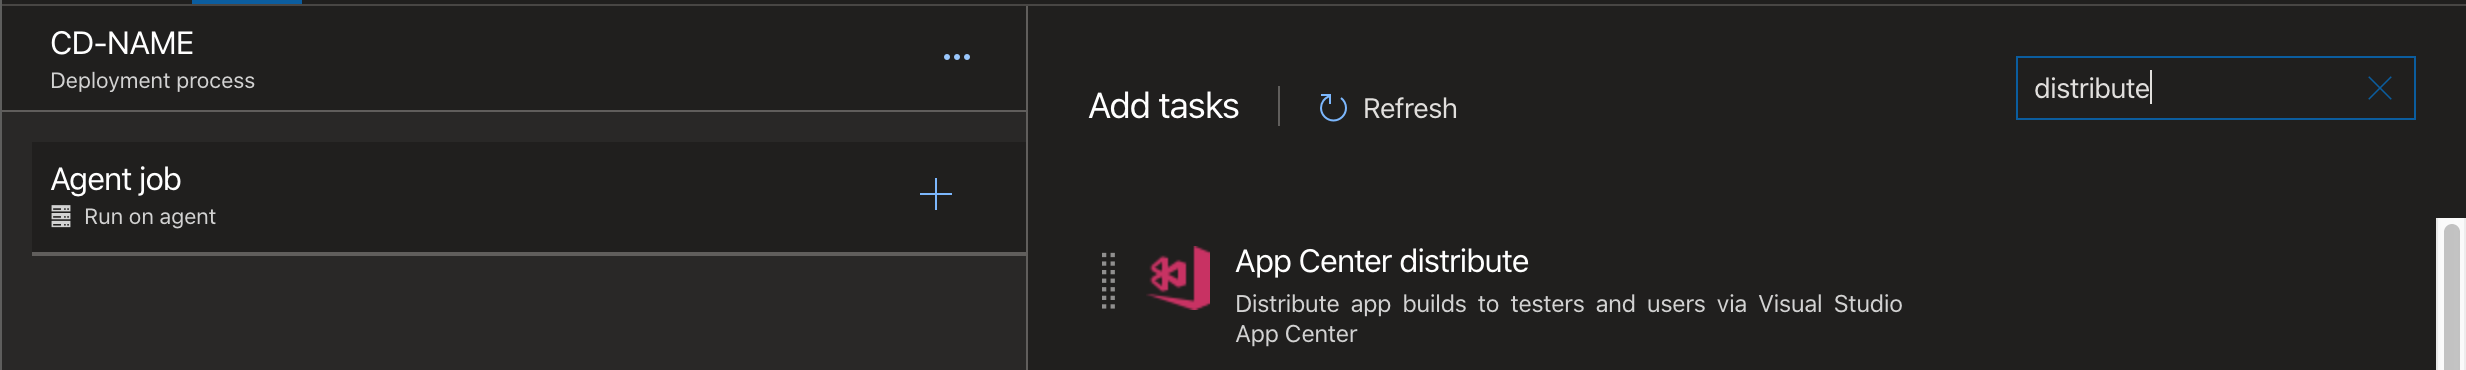 CD-NAME
Deployment process
Agent job
Run on agent
Add tasks
Refresh
distribute
App Center distribute
Distribute app builds to testers and users via Visual Studio
App Center